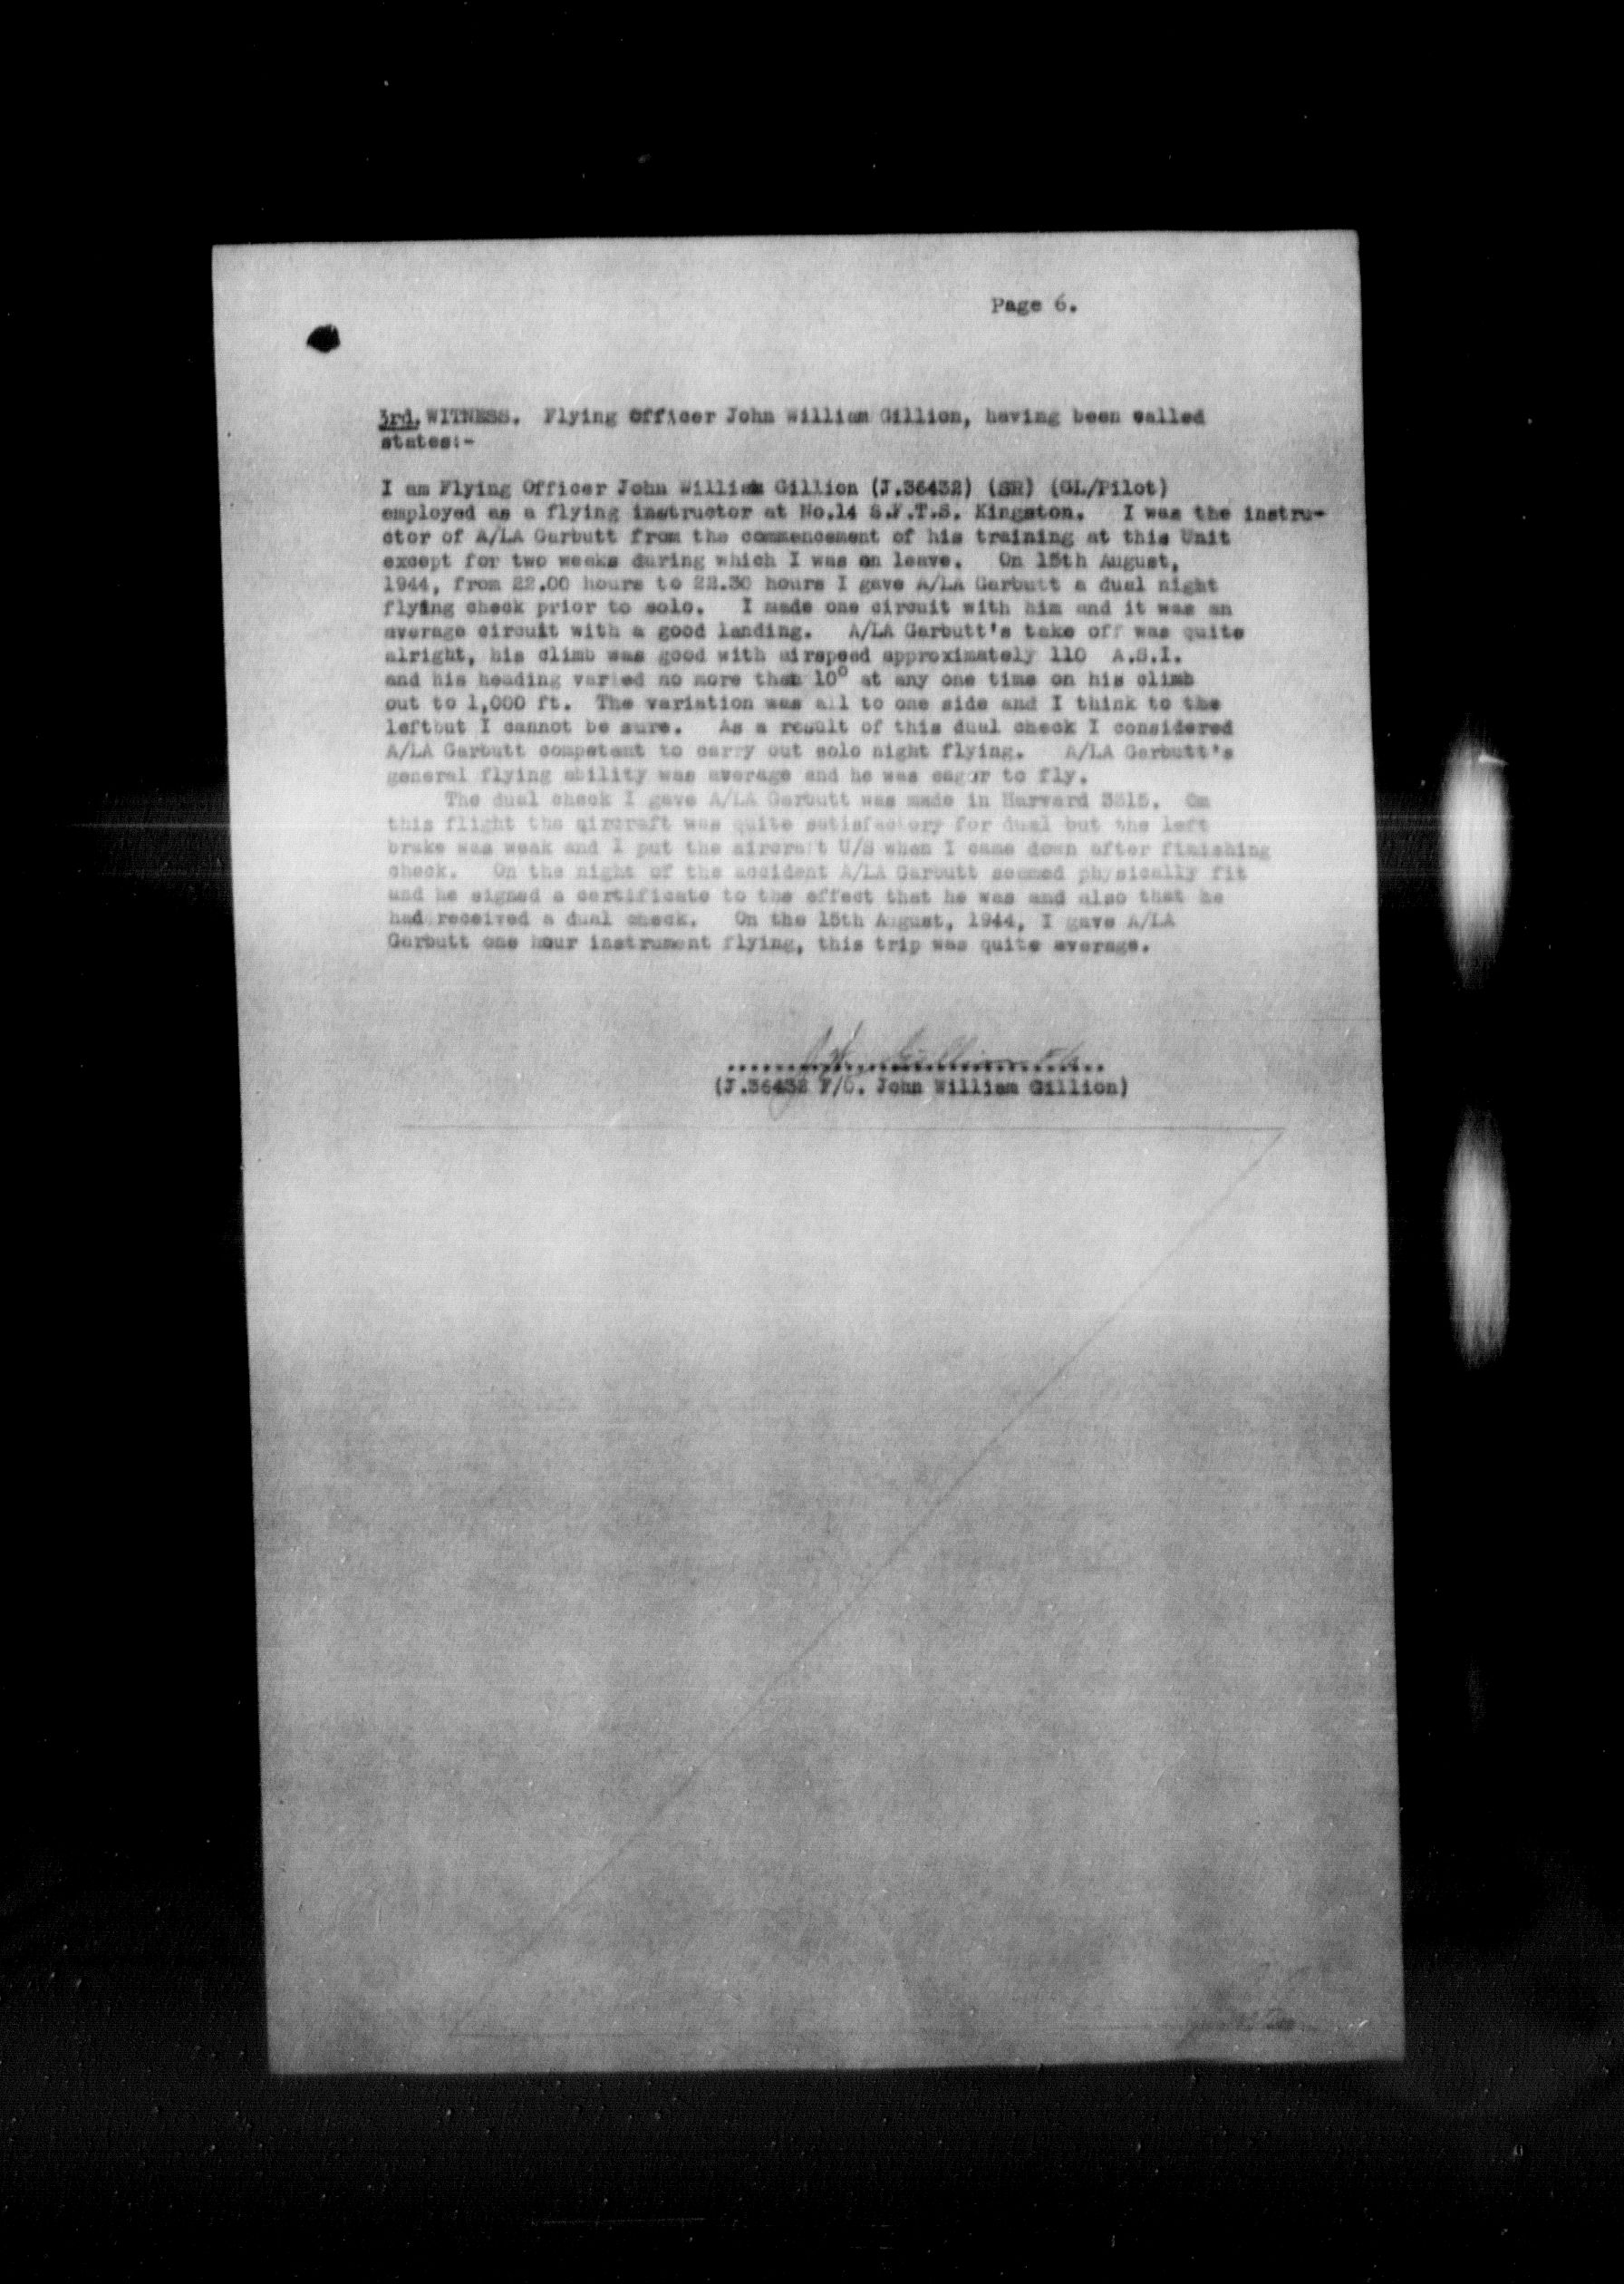 Page 6.
3rd. WITNESS. Flying Officer John William Gillion, having been called
states:-
I am Flying Officer John William Gillion (J.36432) (SR) (GL/Pilot)
employed as a flying instructor at No.14 S.F.T.S. Kingston. I was the instru-
ctor of A/LA Garbutt from the commencement of his training at this Unit
except for two weeks during which I was on leave. On 15th August,
1944, from 22.00 hours to 22.30 hours I gave A/LA Garbutt a dual night
flying check prior to solo. I made one circuit with him and it was an
average circuit with a good landing. A/LA Garbutt's take off was quite
alright, his climb was good with airspeed approximately 110 A.S.I.
and his heading varied no more than 10° at any one time on his climb
out to 1,000 ft. The variation was all to one side and I think to the
leftbut I cannot be sure. As a result of this dual check I considered
A/LA Garbutt competent to carry out solo night flying. A/LA Garbutt's
general flying ability was average and he was eager to fly.
The dual check I gave A/LA Garbutt was made in Harvard 3315. On
this flight the qircraft was quite satisfactory for dual but the left
brake was weak and I put the aircraft U/S when I came down after finishing
check. On the night of the accident A/LA Garbutt seemed physically fit
and he signed a certificate to the effect that he was and also that he
had received a dual check. On the 15th August, 1944, I gave A/LA
Garbutt one hour instrument flying, this trip was quite average.
J.W. Gillion F/O
(J.36432 F/O. John William Gillion)